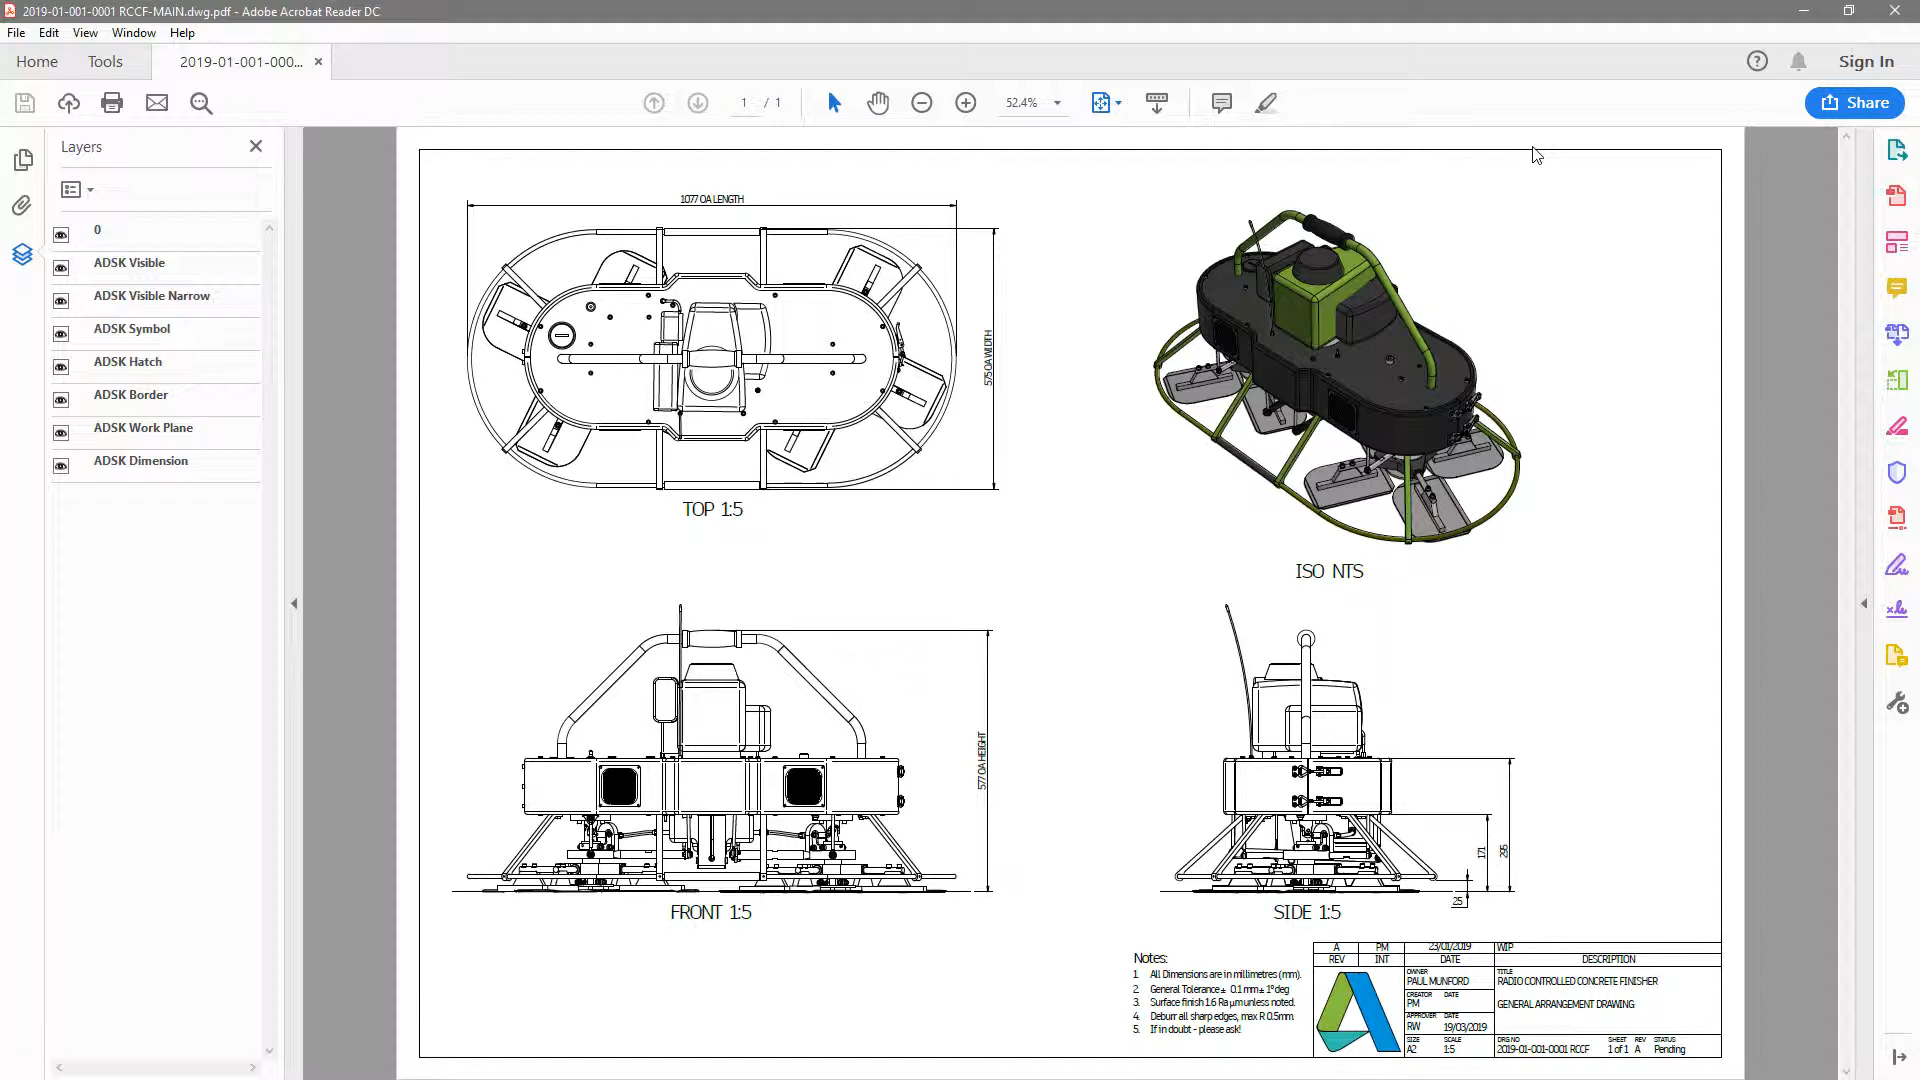 2019-01-001-0001 RCCF-MAIN.dwg.pdf - Adobe Acrobat Reader DC
File Edit View Window Help
Home Tools 2019-01-001-000... ×
Sign In
1 / 1
52.4%
Share
Layers
0
ADSK Visible
ADSK Visible Narrow
ADSK Symbol
ADSK Hatch
ADSK Border
ADSK Work Plane
ADSK Dimension
1077 OA LENGTH
575 OA WIDTH
TOP 1:5
ISO NTS
577 OA HEIGHT
FRONT 1:5
171
295
25
SIDE 1:5
Notes:
1. All Dimensions are in millimetres (mm).
2. General Tolerance ± 0.1 mm ± 1° deg
3. Surface finish 1.6 Ra µm unless noted.
4. Deburr all sharp edges, max R 0.5mm.
5. If in doubt - please ask!
A PM 23/01/2019 WIP
REV INT DATE DESCRIPTION
OWNER
PAUL MUNFORD
CREATOR DATE
PM
APPROVER DATE
RW 19/03/2019
SIZE SCALE
A2 1:5
TITLE
RADIO CONTROLLED CONCRETE FINISHER
GENERAL ARRANGEMENT DRAWING
DRG NO SHEET REV STATUS
2019-01-001-0001 RCCF 1 of 1 A Pending